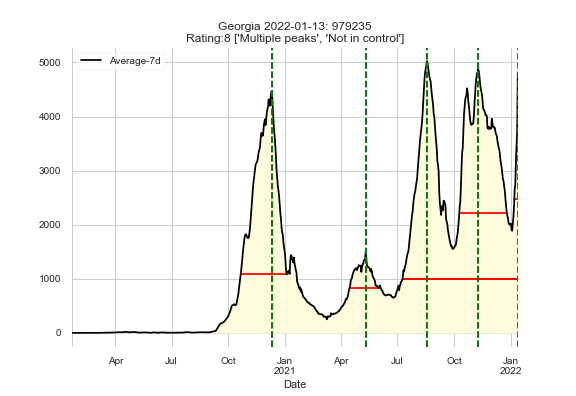 Georgia 2022-01-13: 979235
Rating:8 ['Multiple peaks', 'Not in control']
Average-7d
5000
4000
3000
2000
1000
0
Apr Jul Oct Jan Apr Jul Oct Jan
2021 2022
Date